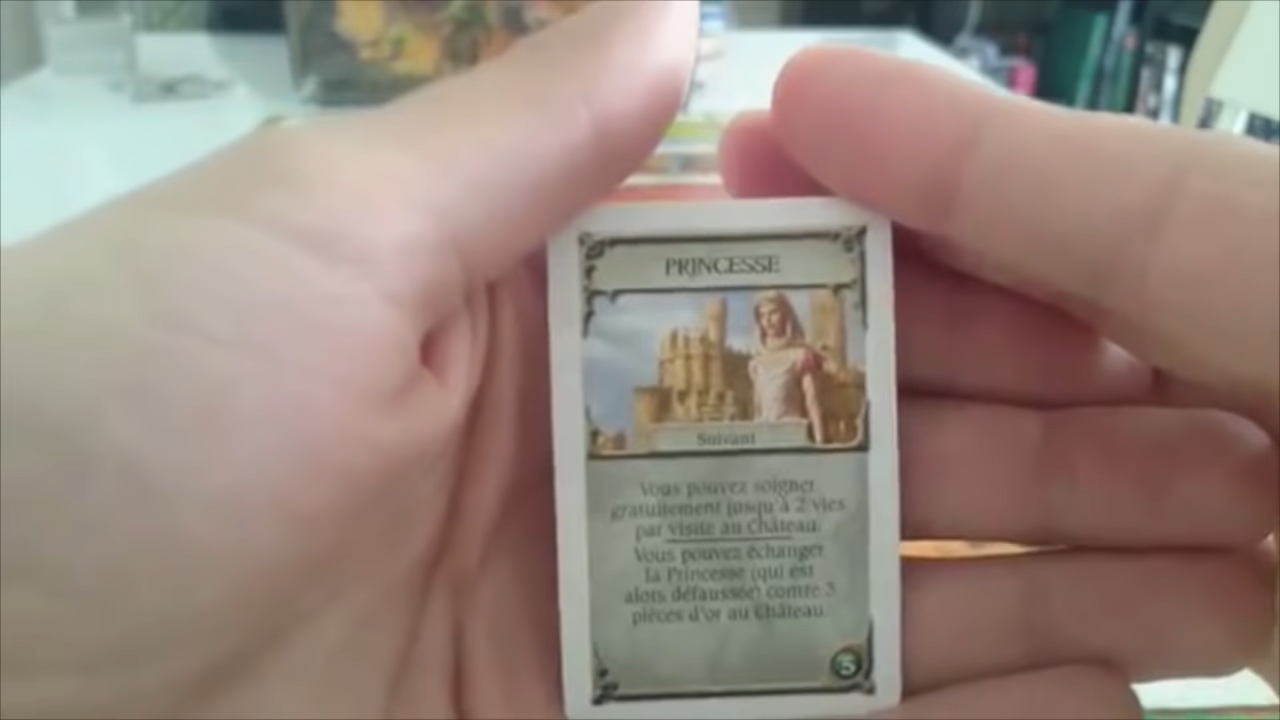 PRINCESSE
Suivant
Vous pouvez soigner
gratuitement jusqu'à 2 vies
par visite au Château.
Vous pouvez échanger
la Princesse (qui est
alors défaussée) contre 3
pièces d'or au Château.
5